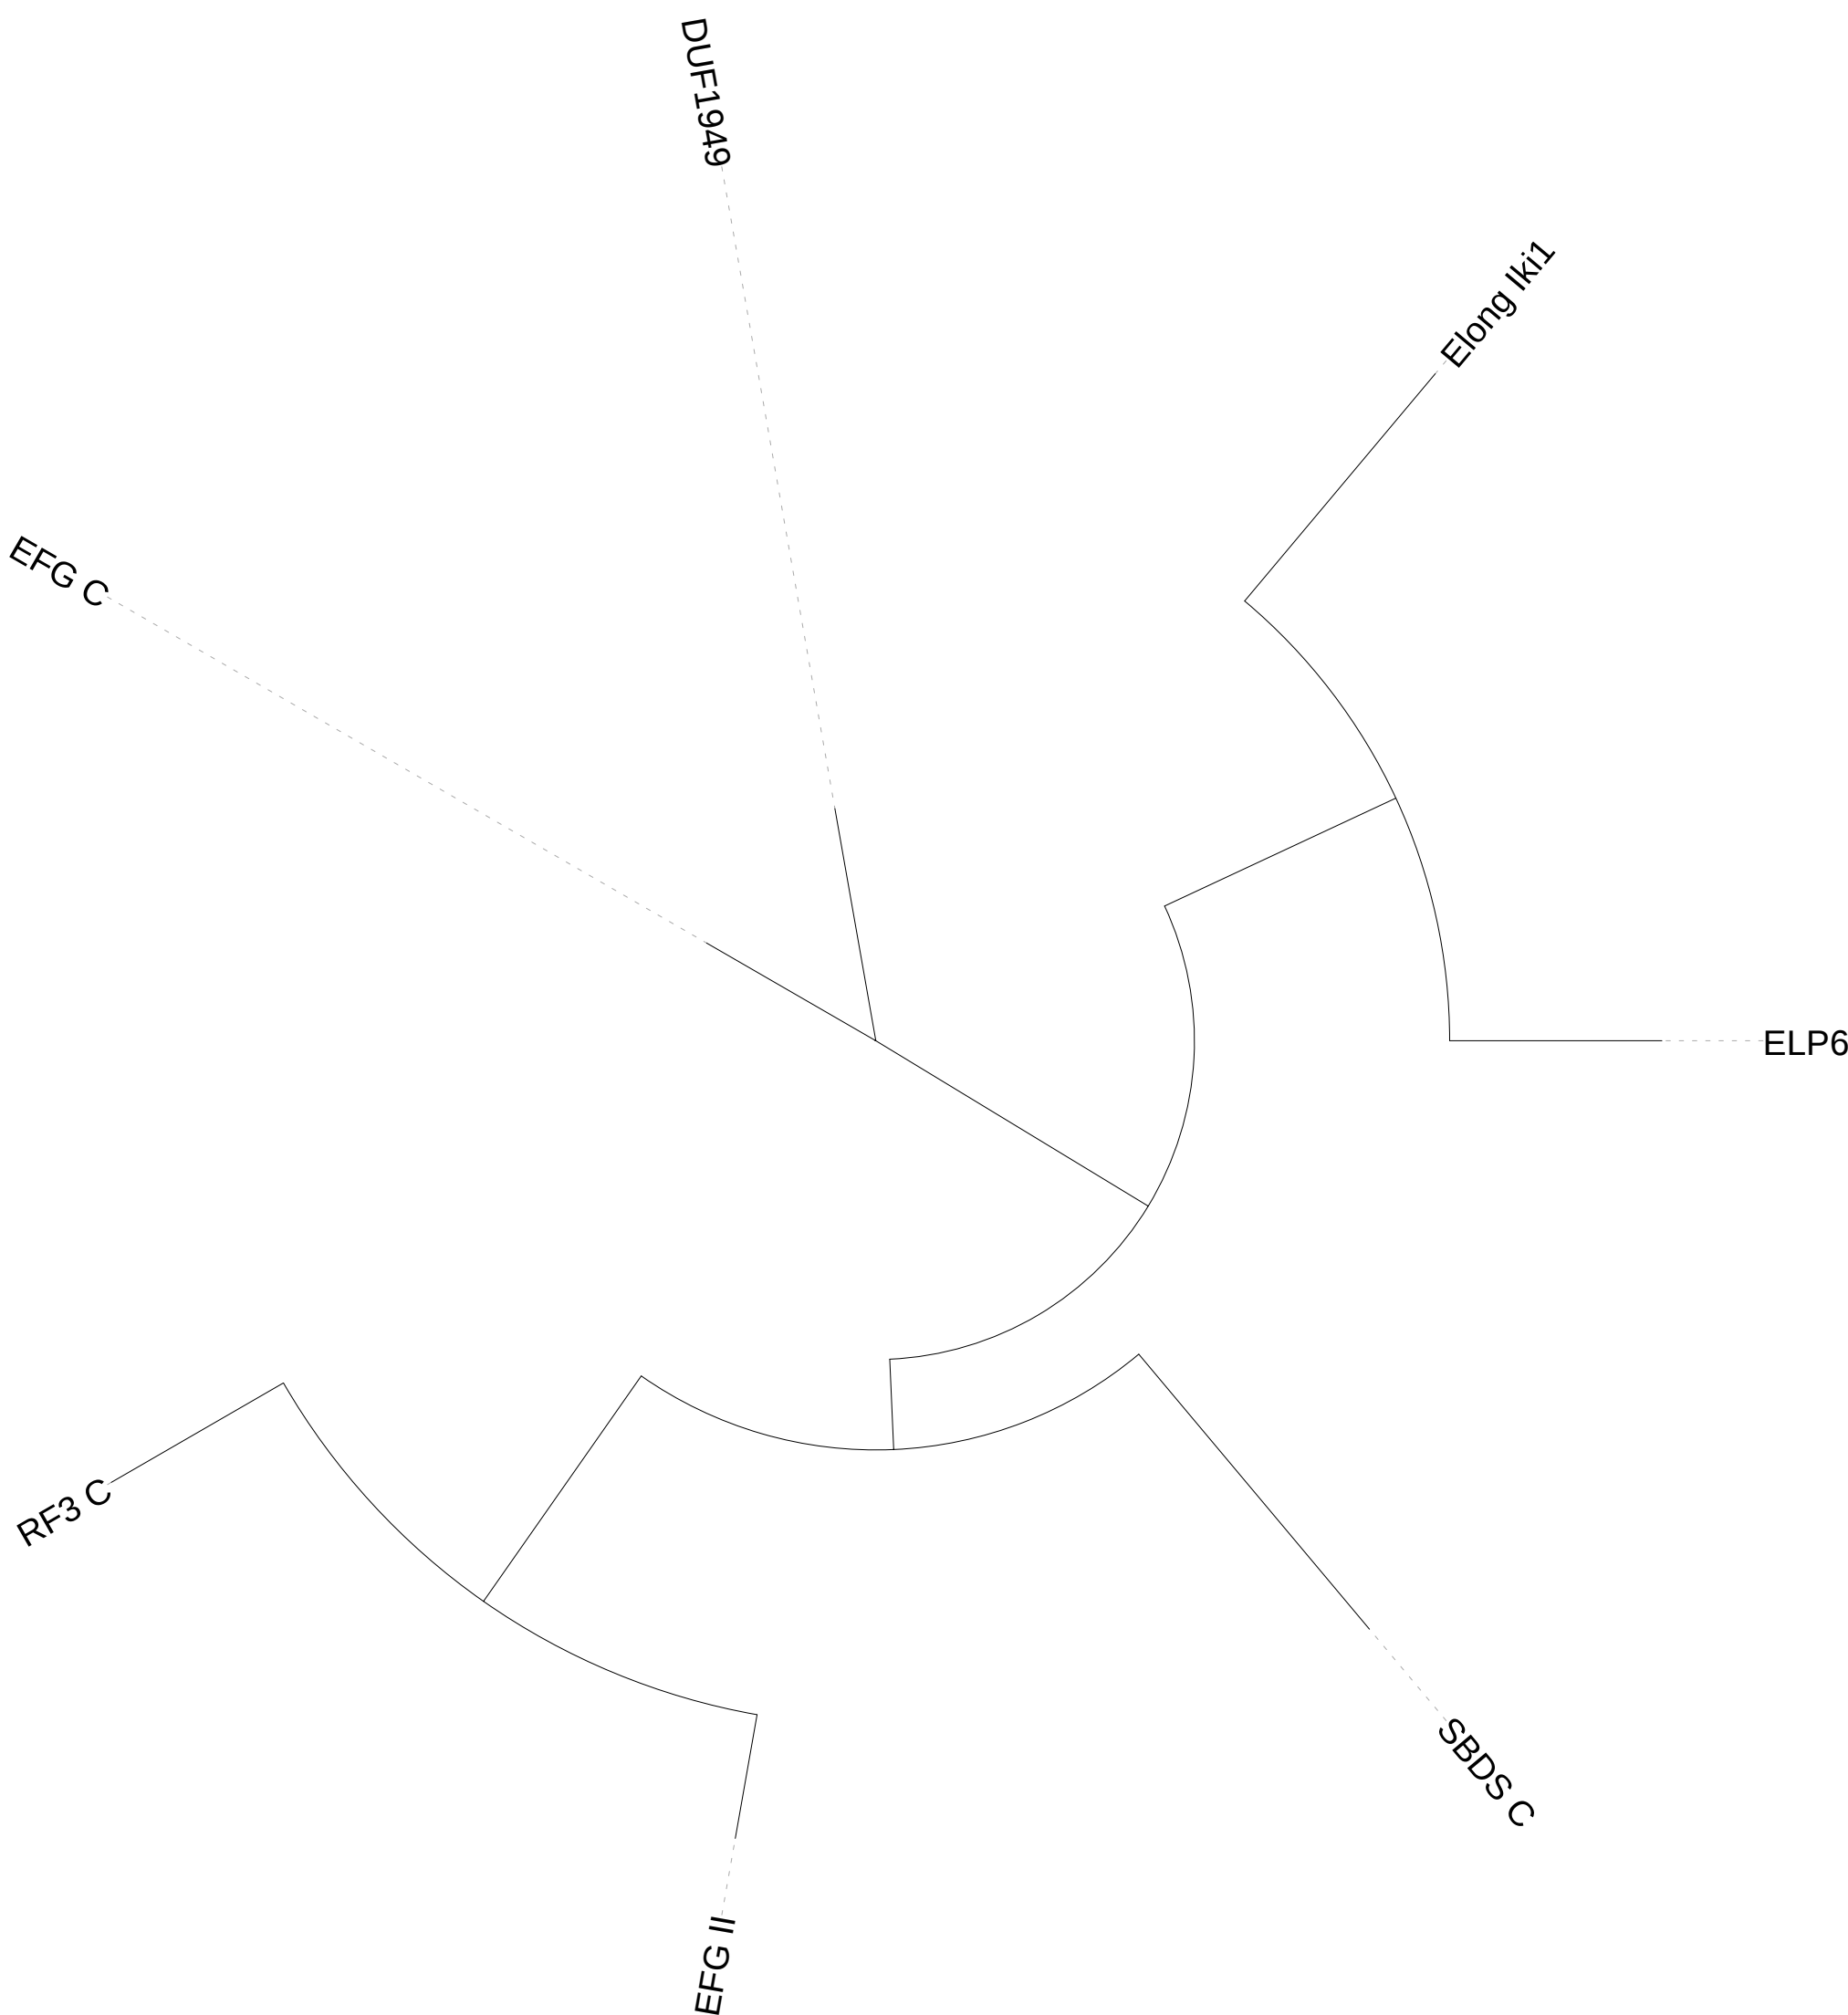 DUF1949
Elong Iki1
EFG C
ELP6
RF3 C
SBDS C
EFG II